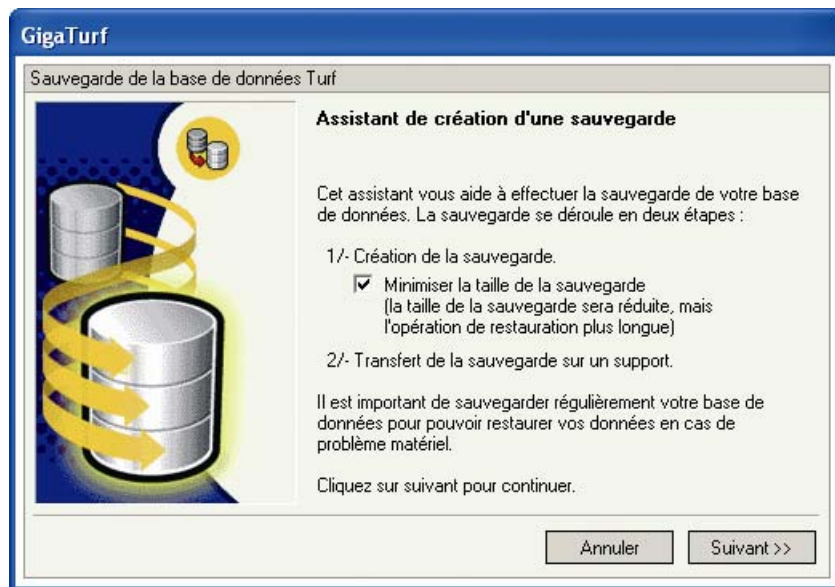 GigaTurf
Sauvegarde de la base de données Turf
Assistant de création d'une sauvegarde
Cet assistant vous aide à effectuer la sauvegarde de votre base
de données. La sauvegarde se déroule en deux étapes :
1/- Création de la sauvegarde.
Minimiser la taille de la sauvegarde
(la taille de la sauvegarde sera réduite, mais
l'opération de restauration plus longue)
2/- Transfert de la sauvegarde sur un support.
Il est important de sauvegarder régulièrement votre base de
données pour pouvoir restaurer vos données en cas de
problème matériel.
Cliquez sur suivant pour continuer.
Annuler
Suivant >>